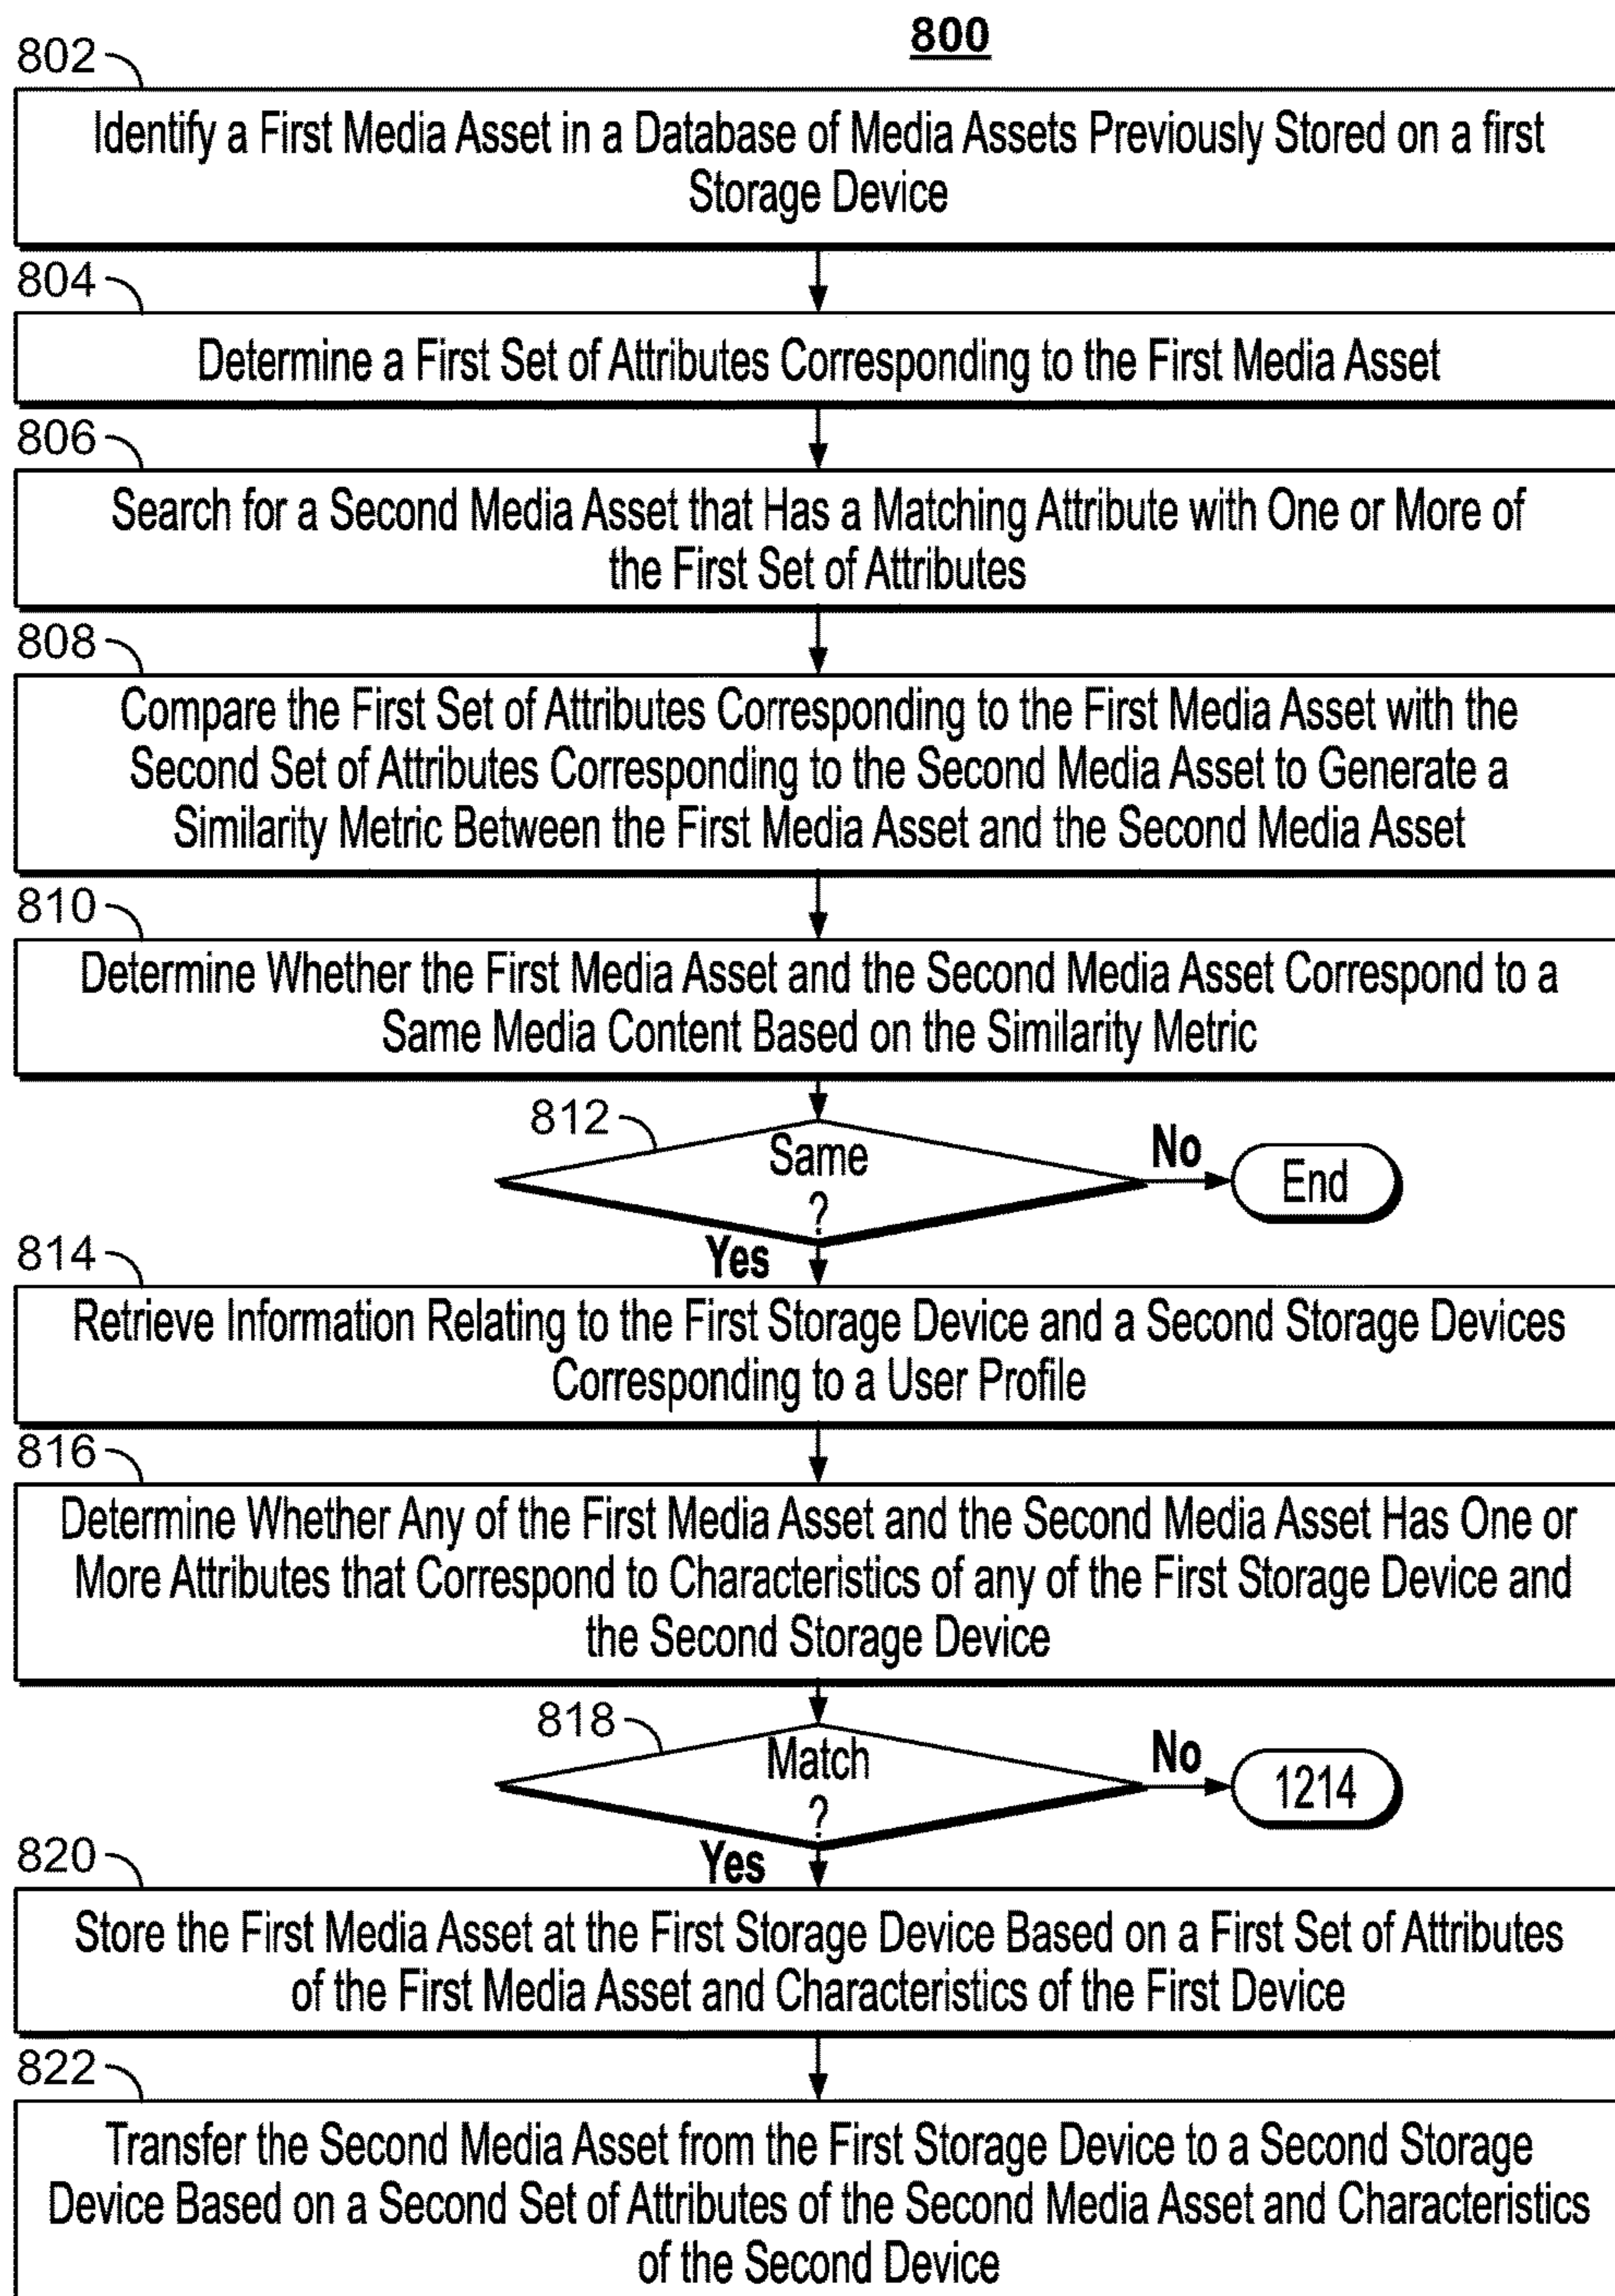 800
802
Identify a First Media Asset in a Database of Media Assets Previously Stored on a first
Storage Device
804
Determine a First Set of Attributes Corresponding to the First Media Asset
806
Search for a Second Media Asset that Has a Matching Attribute with One or More of
the First Set of Attributes
808
Compare the First Set of Attributes Corresponding to the First Media Asset with the
Second Set of Attributes Corresponding to the Second Media Asset to Generate a
Similarity Metric Between the First Media Asset and the Second Media Asset
810
Determine Whether the First Media Asset and the Second Media Asset Correspond to a
Same Media Content Based on the Similarity Metric
812
Same
?
No
End
Yes
814
Retrieve Information Relating to the First Storage Device and a Second Storage Devices
Corresponding to a User Profile
816
Determine Whether Any of the First Media Asset and the Second Media Asset Has One or
More Attributes that Correspond to Characteristics of any of the First Storage Device and
the Second Storage Device
818
Match
?
No
1214
Yes
820
Store the First Media Asset at the First Storage Device Based on a First Set of Attributes
of the First Media Asset and Characteristics of the First Device
822
Transfer the Second Media Asset from the First Storage Device to a Second Storage
Device Based on a Second Set of Attributes of the Second Media Asset and Characteristics
of the Second Device